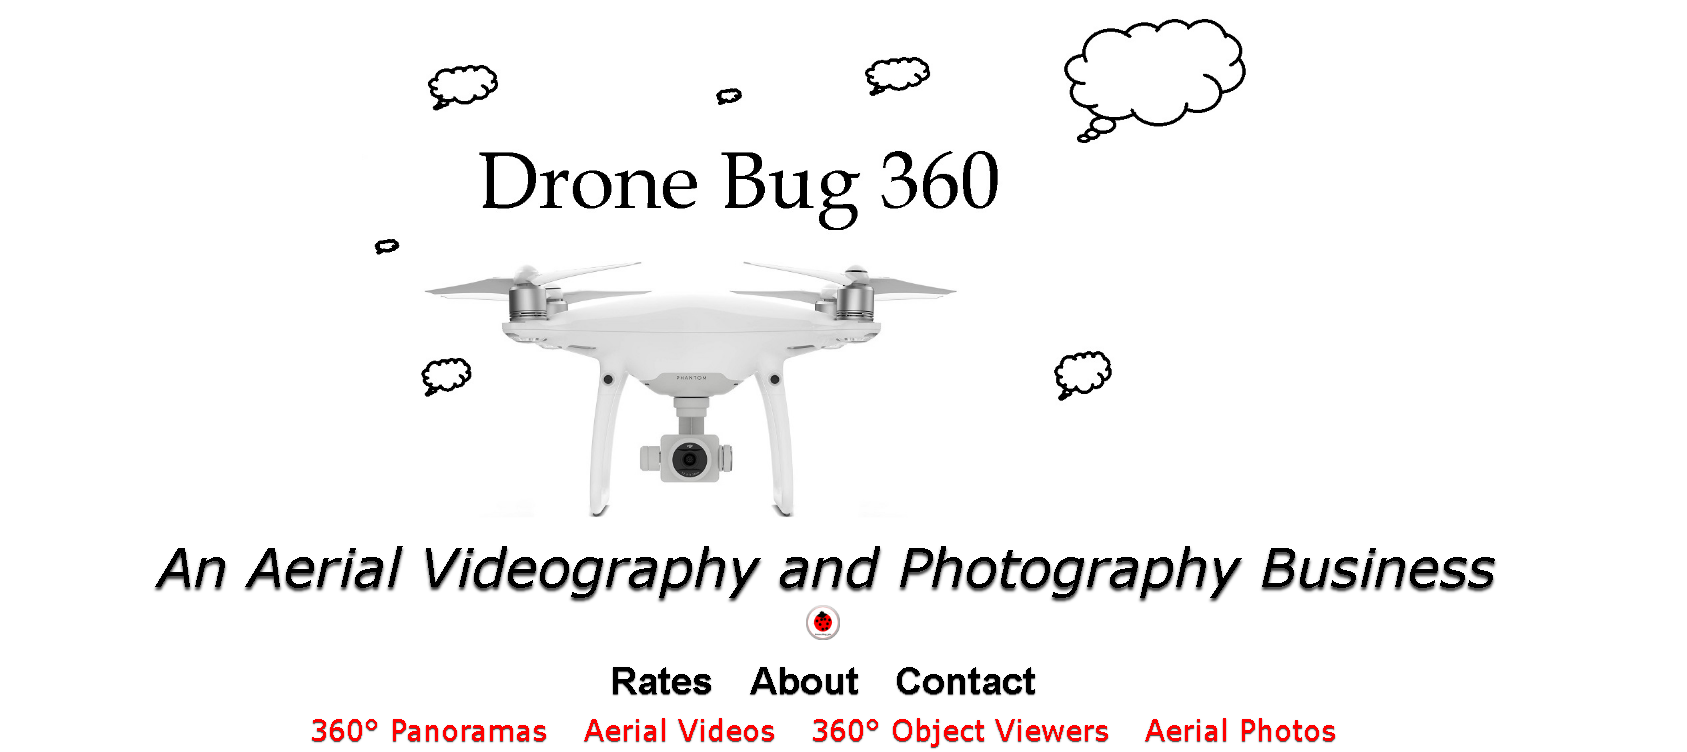 Drone Bug 360
PHANTOM
An Aerial Videography and Photography Business
Rates About Contact
360° Panoramas Aerial Videos 360° Object Viewers Aerial Photos